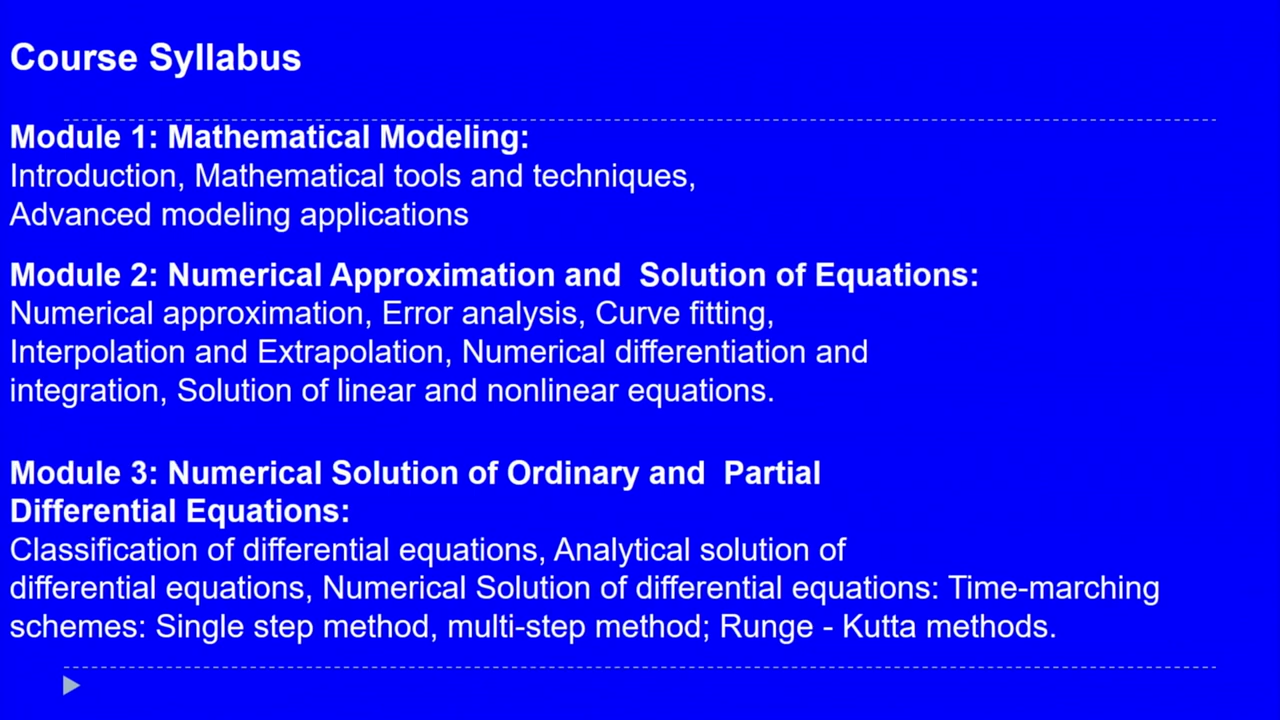 Course Syllabus
Module 1: Mathematical Modeling:
Introduction, Mathematical tools and techniques,
Advanced modeling applications
Module 2: Numerical Approximation and Solution of Equations:
Numerical approximation, Error analysis, Curve fitting,
Interpolation and Extrapolation, Numerical differentiation and
integration, Solution of linear and nonlinear equations.
Module 3: Numerical Solution of Ordinary and Partial
Differential Equations:
Classification of differential equations, Analytical solution of
differential equations, Numerical Solution of differential equations: Time-marching
schemes: Single step method, multi-step method; Runge - Kutta methods.